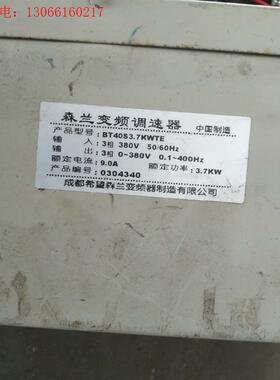 电：13066160217
森兰变频调速器 中国制造
产品型号：BT40S3.7KWTE
输 入：3相 380V 50/60Hz
输 出：3相 0~380V 0.1~400Hz
额定电流：9.0A 额定功率：3.7KW
产品编号：0304340
成都希望森兰变频器制造有限公司